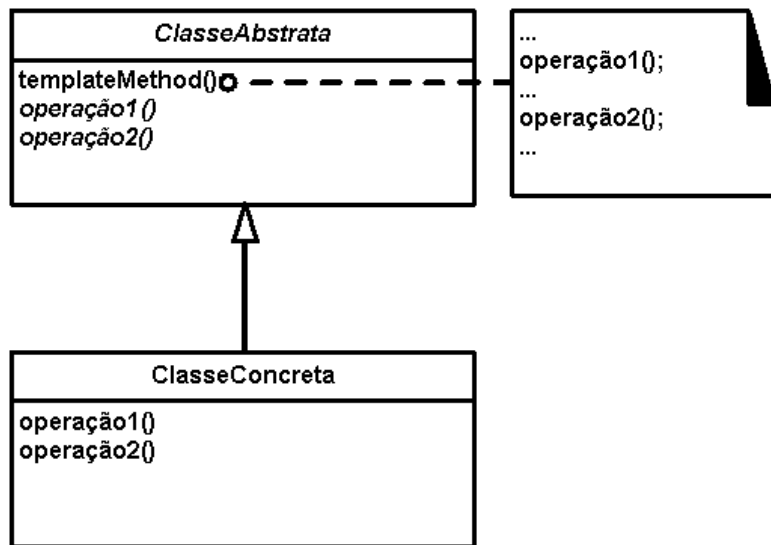 ClasseAbstrata
templateMethod()
operação1()
operação2()
...
operação1();
...
operação2();
...
ClasseConcreta
operação1()
operação2()